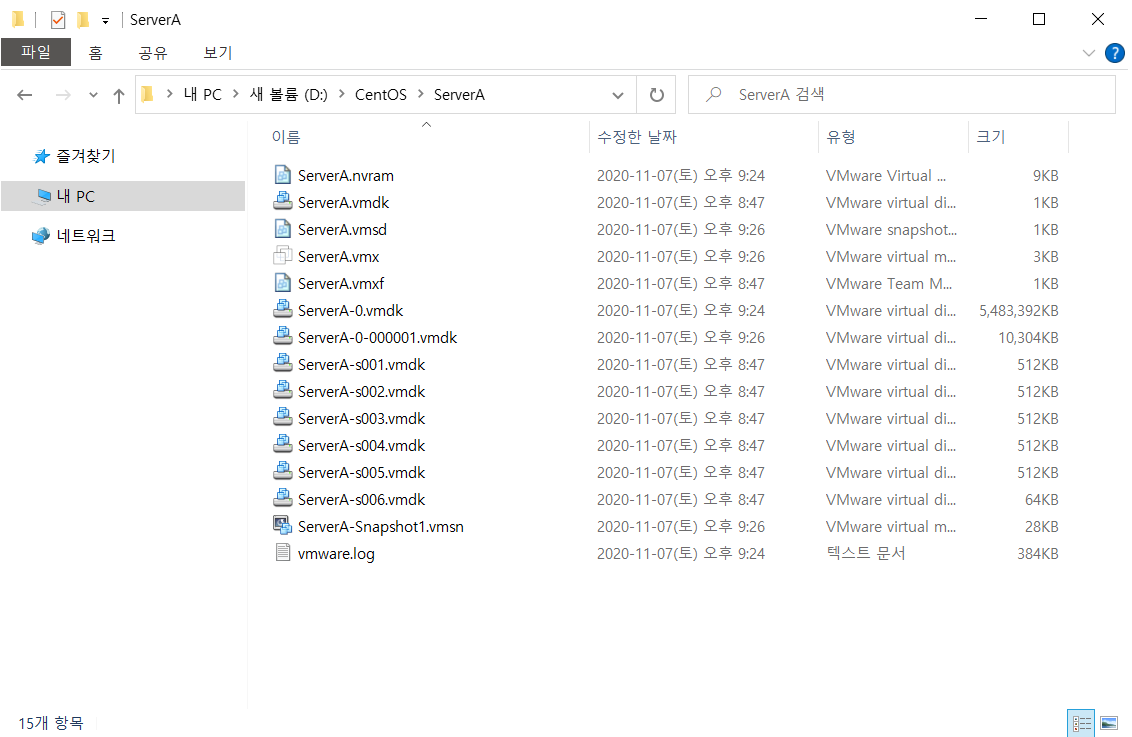 ServerA
파일 홈 공유 보기
내 PC 새 볼륨 (D:) CentOS ServerA ServerA 검색
이름 수정한 날짜 유형 크기
즐겨찾기
내 PC
네트워크
ServerA.nvram 2020-11-07(토) 오후 9:24 VMware Virtual ... 9KB
ServerA.vmdk 2020-11-07(토) 오후 8:47 VMware virtual di... 1KB
ServerA.vmsd 2020-11-07(토) 오후 9:26 VMware snapshot... 1KB
ServerA.vmx 2020-11-07(토) 오후 9:26 VMware virtual m... 3KB
ServerA.vmxf 2020-11-07(토) 오후 8:47 VMware Team M... 1KB
ServerA-0.vmdk 2020-11-07(토) 오후 9:24 VMware virtual di... 5,483,392KB
ServerA-0-000001.vmdk 2020-11-07(토) 오후 9:26 VMware virtual di... 10,304KB
ServerA-s001.vmdk 2020-11-07(토) 오후 8:47 VMware virtual di... 512KB
ServerA-s002.vmdk 2020-11-07(토) 오후 8:47 VMware virtual di... 512KB
ServerA-s003.vmdk 2020-11-07(토) 오후 8:47 VMware virtual di... 512KB
ServerA-s004.vmdk 2020-11-07(토) 오후 8:47 VMware virtual di... 512KB
ServerA-s005.vmdk 2020-11-07(토) 오후 8:47 VMware virtual di... 512KB
ServerA-s006.vmdk 2020-11-07(토) 오후 8:47 VMware virtual di... 64KB
ServerA-Snapshot1.vmsn 2020-11-07(토) 오후 9:26 VMware virtual m... 28KB
vmware.log 2020-11-07(토) 오후 9:24 텍스트 문서 384KB
15개 항목